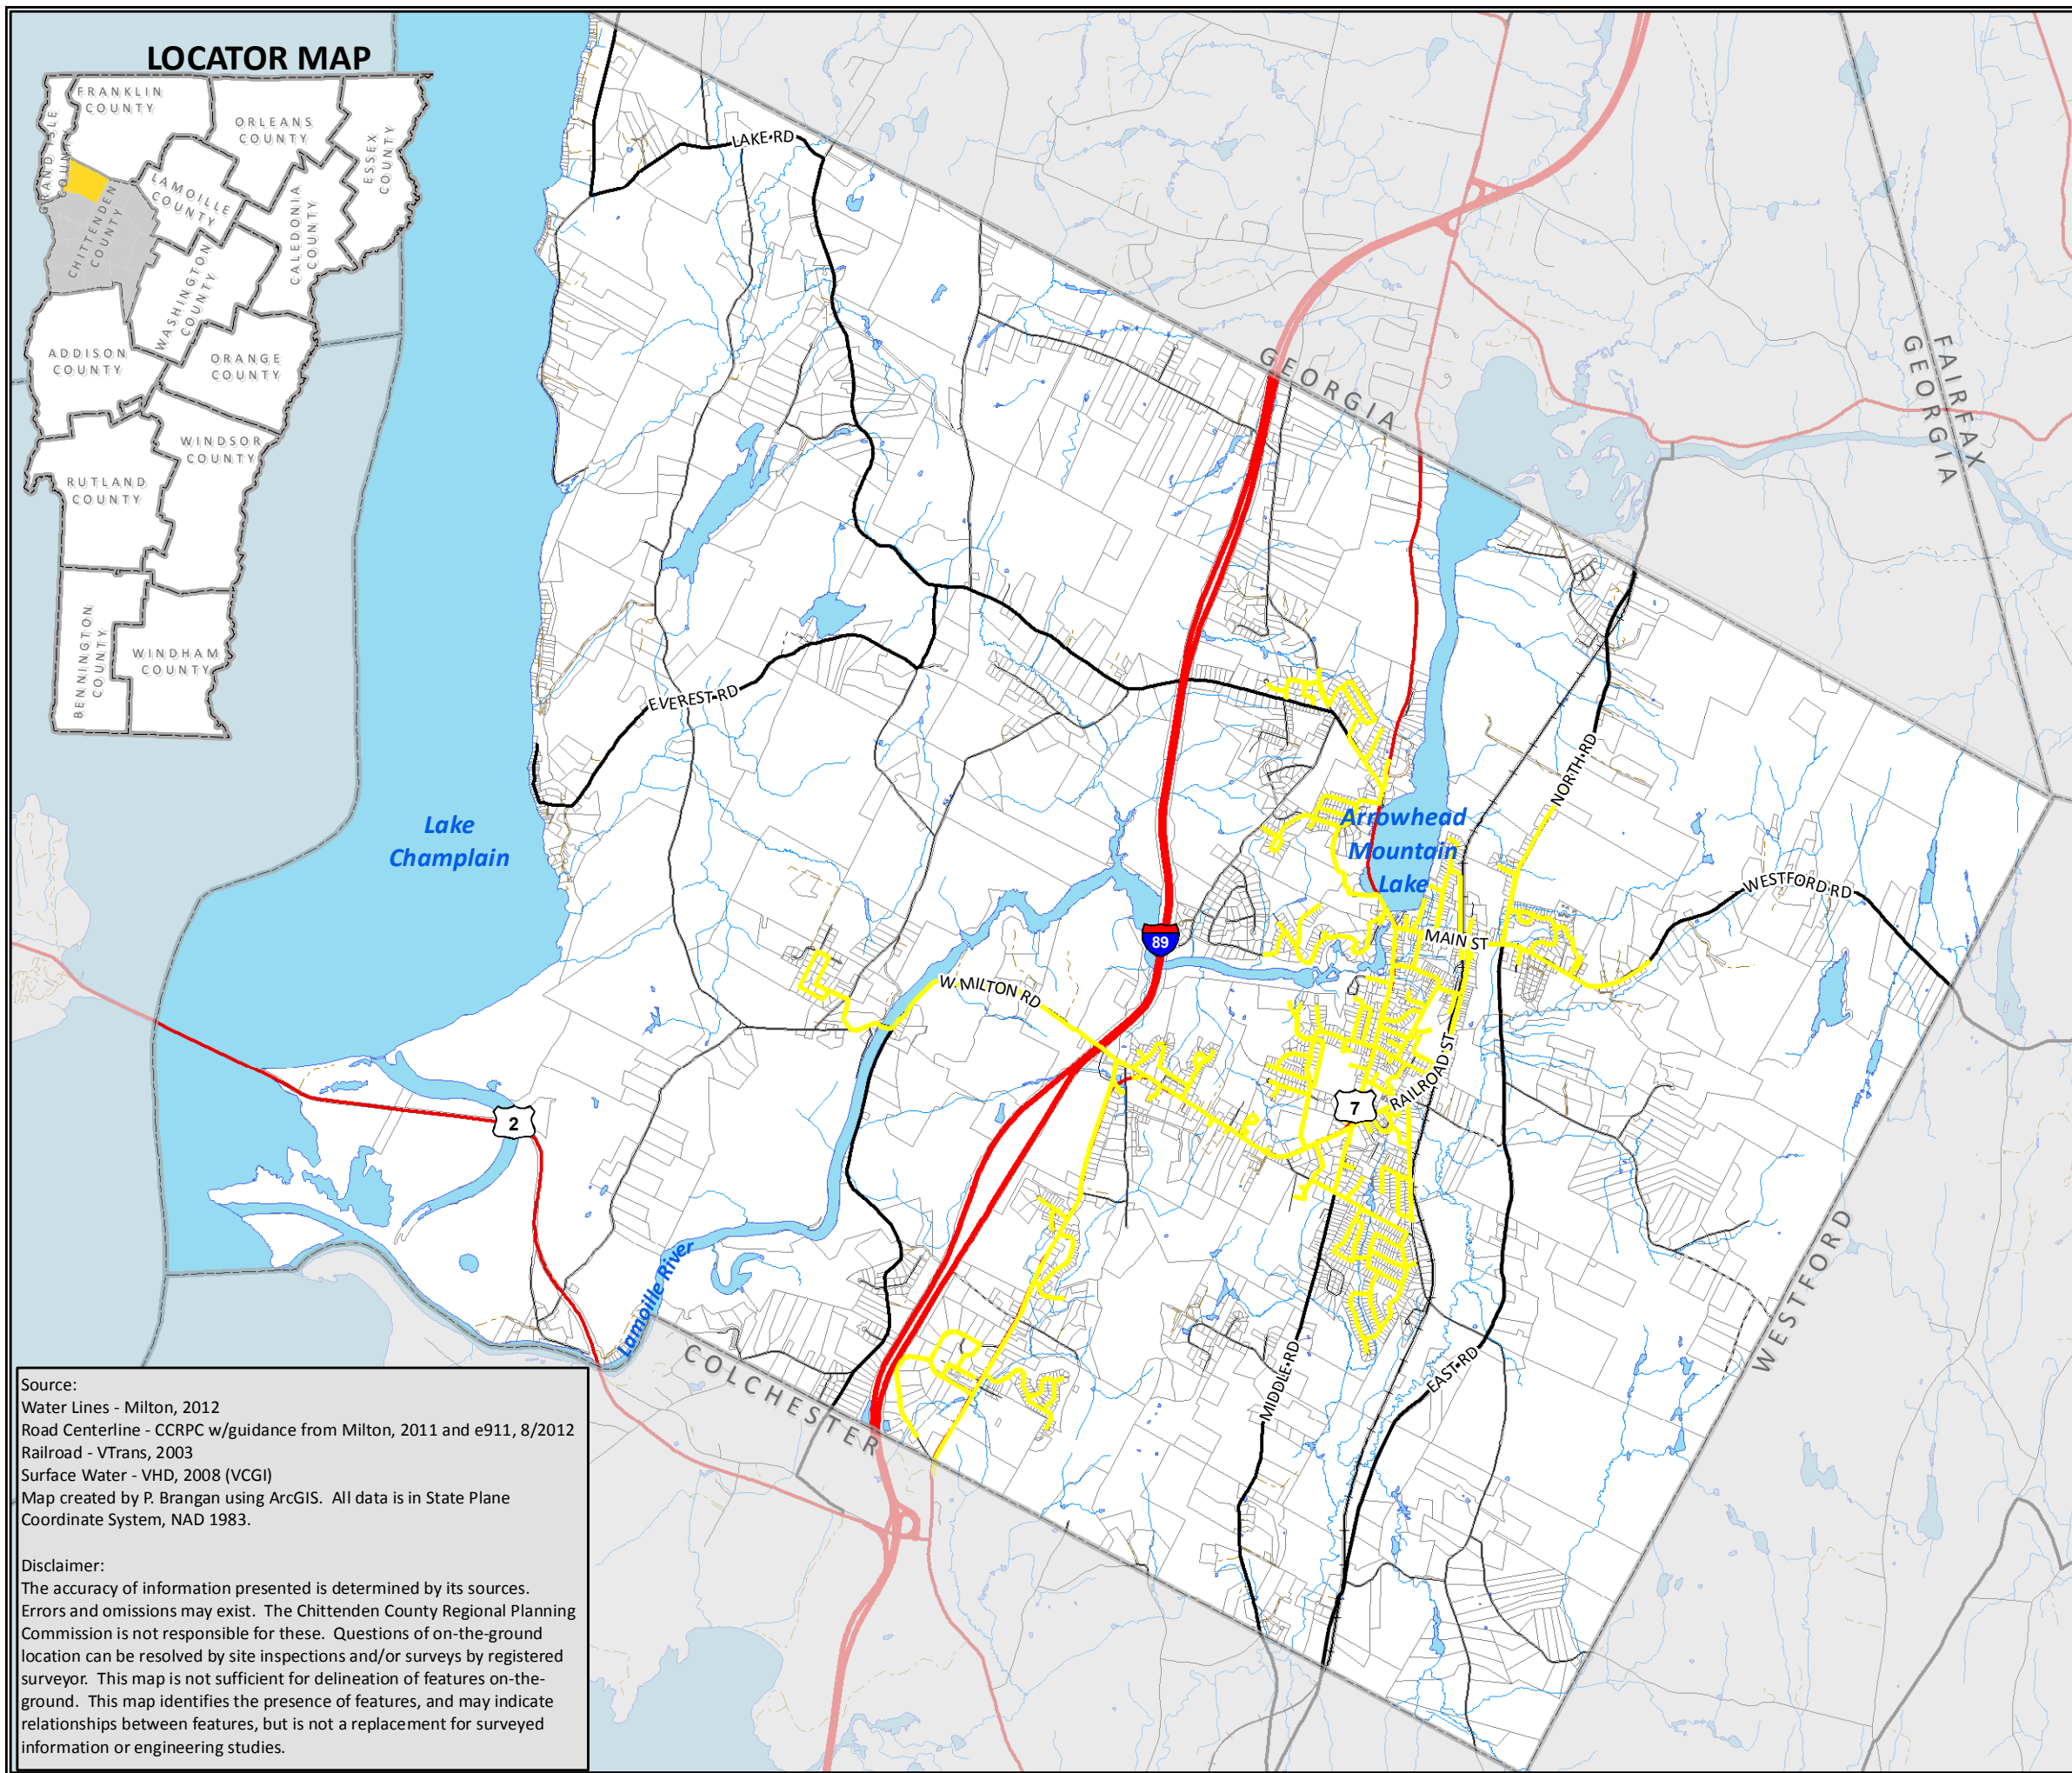 LOCATOR MAP
FRANKLIN
COUNTY
GRAND ISLE
COUNTY
ORLEANS
COUNTY
ESSEX
COUNTY
LAMOILLE
COUNTY
CHITTENDEN
COUNTY
CALEDONIA
COUNTY
WASHINGTON
COUNTY
ADDISON
COUNTY
ORANGE
COUNTY
WINDSOR
COUNTY
RUTLAND
COUNTY
BENNINGTON
COUNTY
WINDHAM
COUNTY
LAKE RD
GEORGIA
FAIRFAX
GEORGIA
EVEREST RD
NORTH RD
Lake
Champlain
Arrowhead
Mountain
Lake
WESTFORD RD
MAIN ST
89
W MILTON RD
RAILROAD ST
7
2
WESTFORD
Lamoille River
COLCHESTER
MIDDLE RD
EAST RD
Source:
Water Lines - Milton, 2012
Road Centerline - CCRPC w/guidance from Milton, 2011 and e911, 8/2012
Railroad - VTrans, 2003
Surface Water - VHD, 2008 (VCGI)
Map created by P. Brangan using ArcGIS.  All data is in State Plane
Coordinate System, NAD 1983.
Disclaimer:
The accuracy of information presented is determined by its sources.
Errors and omissions may exist.  The Chittenden County Regional Planning
Commission is not responsible for these.  Questions of on-the-ground
location can be resolved by site inspections and/or surveys by registered
surveyor.  This map is not sufficient for delineation of features on-the-
ground.  This map identifies the presence of features, and may indicate
relationships between features, but is not a replacement for surveyed
information or engineering studies.